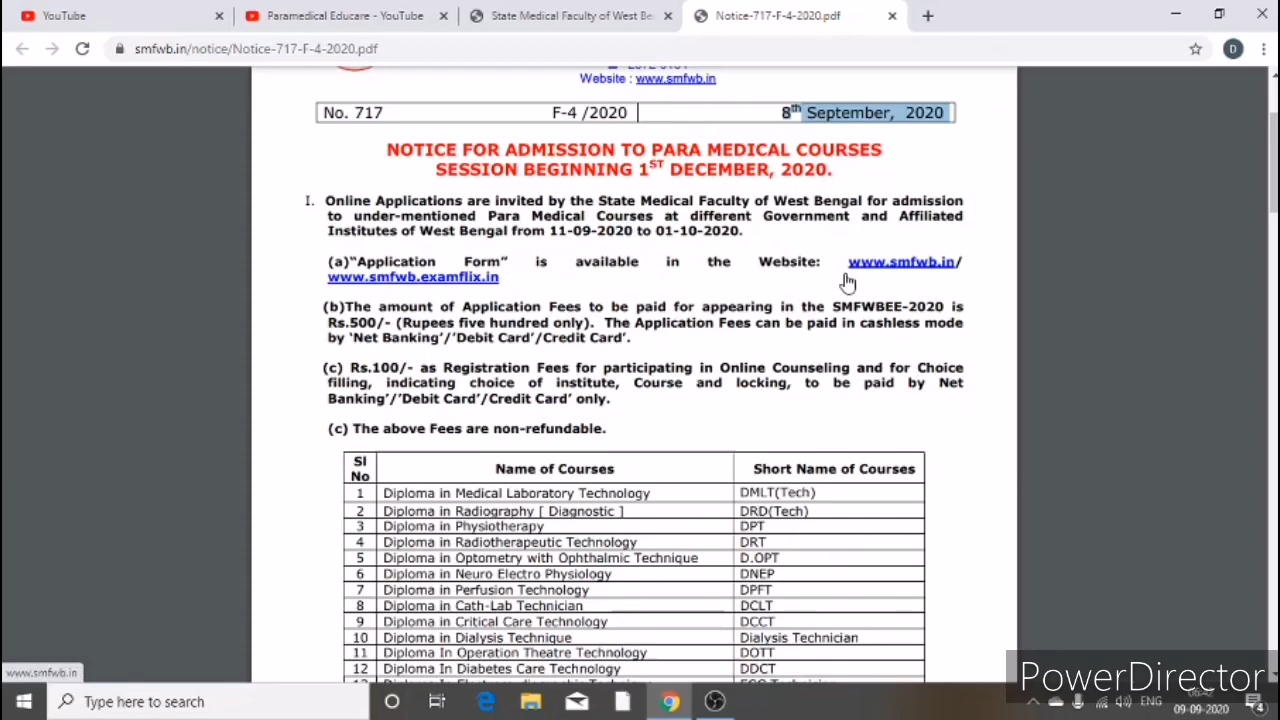 YouTube
Paramedical Educare - YouTube
State Medical Faculty of West Be
Notice-717-F-4-2020.pdf
smfwb.in/notice/Notice-717-F-4-2020.pdf
D
Website : www.smfwb.in
No. 717 F-4 /2020 8th September, 2020
NOTICE FOR ADMISSION TO PARA MEDICAL COURSES
SESSION BEGINNING 1ST DECEMBER, 2020.
I. Online Applications are invited by the State Medical Faculty of West Bengal for admission
to under-mentioned Para Medical Courses at different Government and Affiliated
Institutes of West Bengal from 11-09-2020 to 01-10-2020.
(a)“Application Form” is available in the Website: www.smfwb.in/
www.smfwb.examflix.in
(b)The amount of Application Fees to be paid for appearing in the SMFWBEE-2020 is
Rs.500/- (Rupees five hundred only). The Application Fees can be paid in cashless mode
by ‘Net Banking’/‘Debit Card’/Credit Card’.
(c) Rs.100/- as Registration Fees for participating in Online Counseling and for Choice
filling, indicating choice of institute, Course and locking, to be paid by Net
Banking’/‘Debit Card’/Credit Card’ only.
(c) The above Fees are non-refundable.
Sl No Name of Courses Short Name of Courses
1 Diploma in Medical Laboratory Technology DMLT(Tech)
2 Diploma in Radiography [ Diagnostic ] DRD(Tech)
3 Diploma in Physiotherapy DPT
4 Diploma in Radiotherapeutic Technology DRT
5 Diploma in Optometry with Ophthalmic Technique D.OPT
6 Diploma in Neuro Electro Physiology DNEP
7 Diploma in Perfusion Technology DPFT
8 Diploma in Cath-Lab Technician DCLT
9 Diploma in Critical Care Technology DCCT
10 Diploma in Dialysis Technique Dialysis Technician
11 Diploma In Operation Theatre Technology DOTT
12 Diploma In Diabetes Care Technology DDCT
www.smfwb.in
PowerDirector
Type here to search
ENG
09-09-2020
4